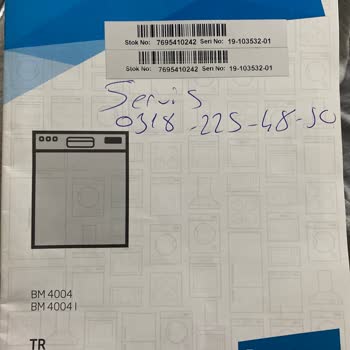 Stok No: 7695410242 Seri No: 19-103532-01
Stok No: 7695410242 Seri No: 19-103532-01
Servis
0318-225-48-50
BM 4004
BM 4004 I
TR